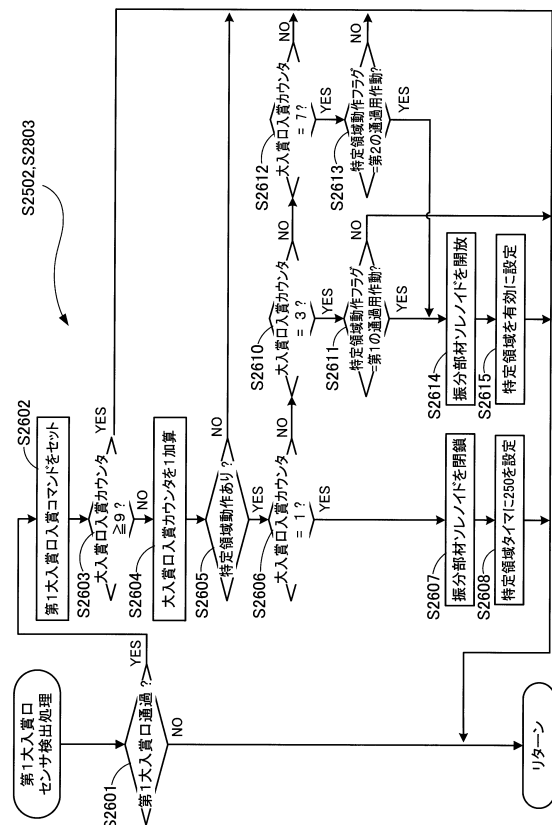 S2502,S2803
第1大入賞口
センサ検出処理
S2601
第1大入賞口通過?
YES
NO
S2602
第1大入賞口入賞コマンドをセット
S2603
大入賞口入賞カウンタ
≧9?
YES
NO
S2604
大入賞口入賞カウンタを1加算
S2605
特定領域動作あり?
NO
YES
S2606
大入賞口入賞カウンタ
=1?
NO
YES
S2607
振分部材ソレノイドを閉鎖
S2608
特定領域タイマに250を設定
S2610
大入賞口入賞カウンタ
=3?
NO
YES
S2611
特定領域動作フラグ
=第1の通過用作動?
NO
YES
S2612
大入賞口入賞カウンタ
=7?
NO
YES
S2613
特定領域動作フラグ
=第2の通過用作動?
NO
YES
S2614
振分部材ソレノイドを開放
S2615
特定領域を有効に設定
リターン